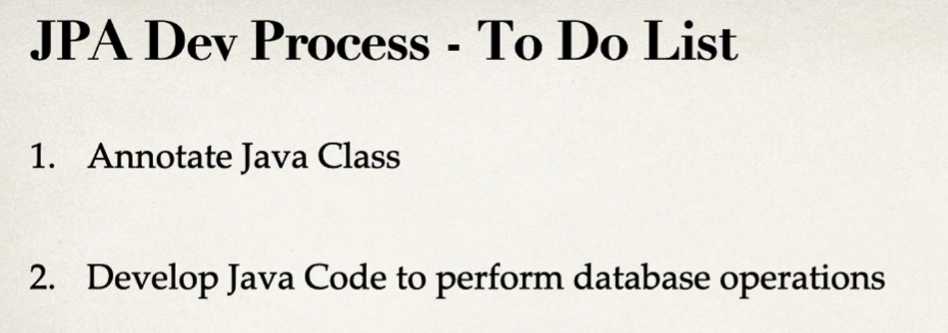 JPA Dev Process - To Do List
1. Annotate Java Class
2. Develop Java Code to perform database operations